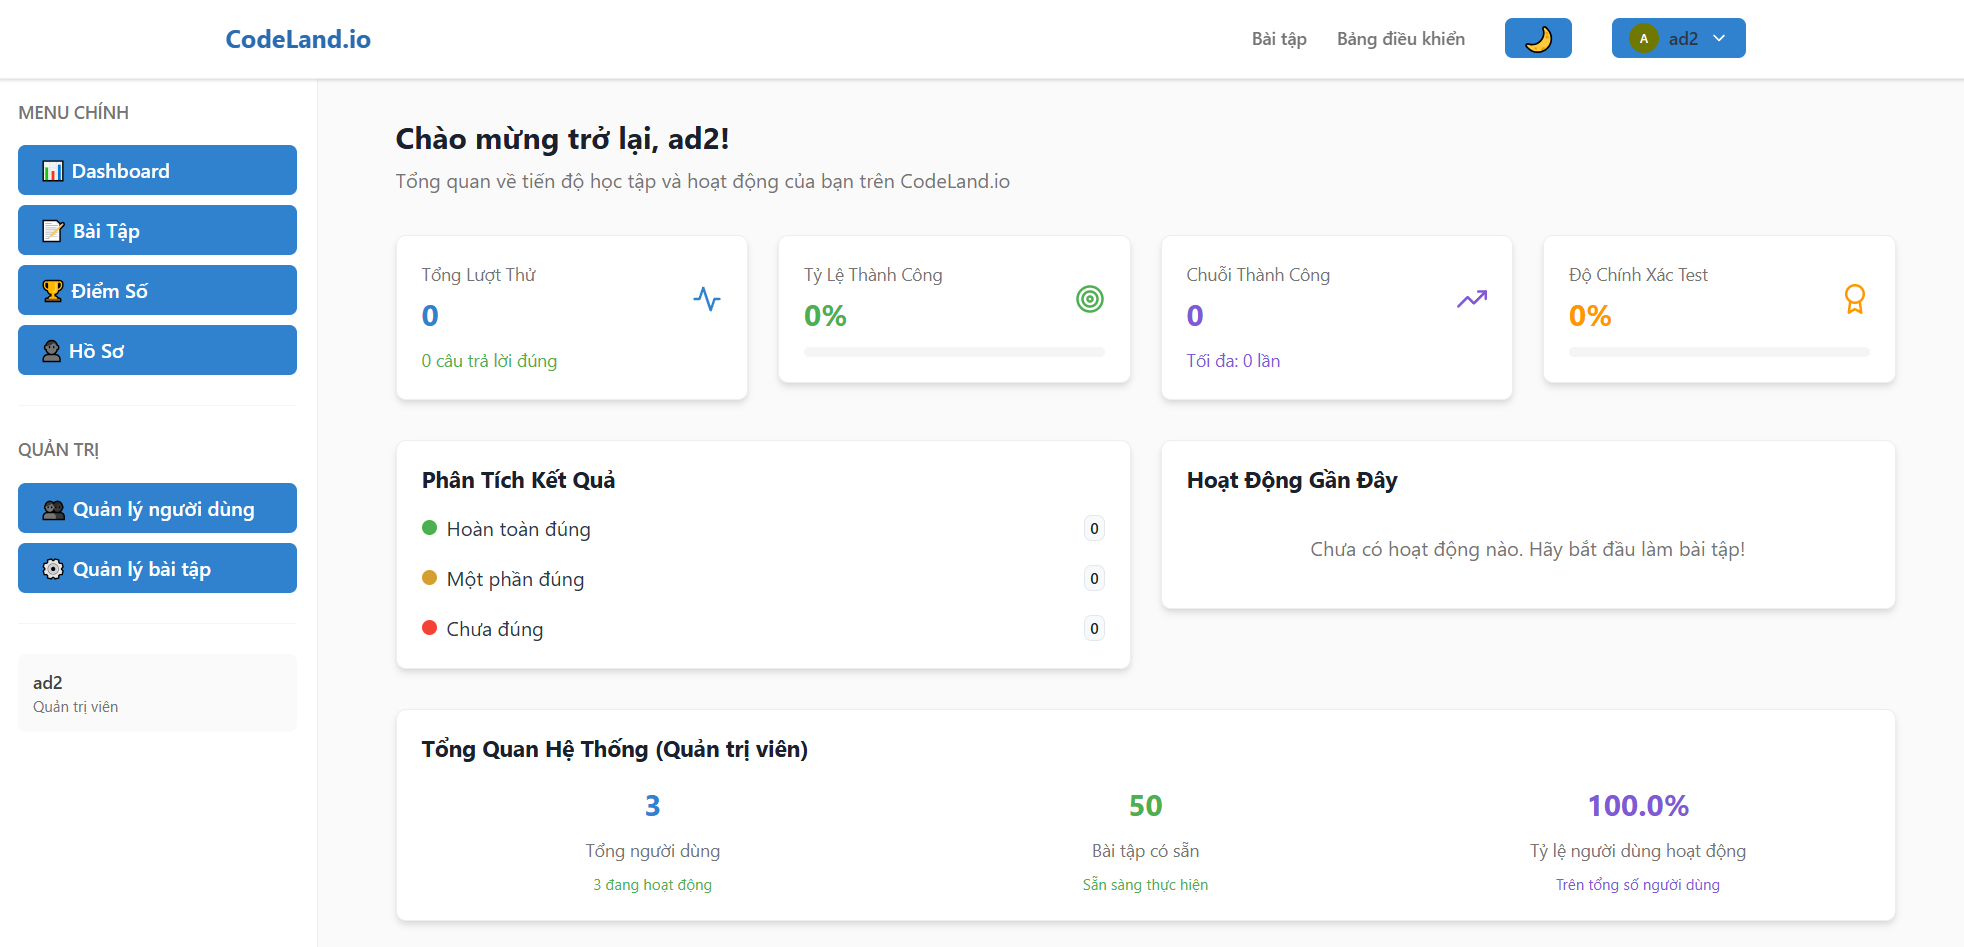 CodeLand.io
Bài tập
Bảng điều khiển
A
ad2
MENU CHÍNH
Dashboard
Bài Tập
Điểm Số
Hồ Sơ
QUẢN TRỊ
Quản lý người dùng
Quản lý bài tập
ad2
Quản trị viên
Chào mừng trở lại, ad2!
Tổng quan về tiến độ học tập và hoạt động của bạn trên CodeLand.io
Tổng Lượt Thử
0
0 câu trả lời đúng
Tỷ Lệ Thành Công
0%
Chuỗi Thành Công
0
Tối đa: 0 lần
Độ Chính Xác Test
0%
Phân Tích Kết Quả
Hoàn toàn đúng
0
Một phần đúng
0
Chưa đúng
0
Hoạt Động Gần Đây
Chưa có hoạt động nào. Hãy bắt đầu làm bài tập!
Tổng Quan Hệ Thống (Quản trị viên)
3
Tổng người dùng
3 đang hoạt động
50
Bài tập có sẵn
Sẵn sàng thực hiện
100.0%
Tỷ lệ người dùng hoạt động
Trên tổng số người dùng